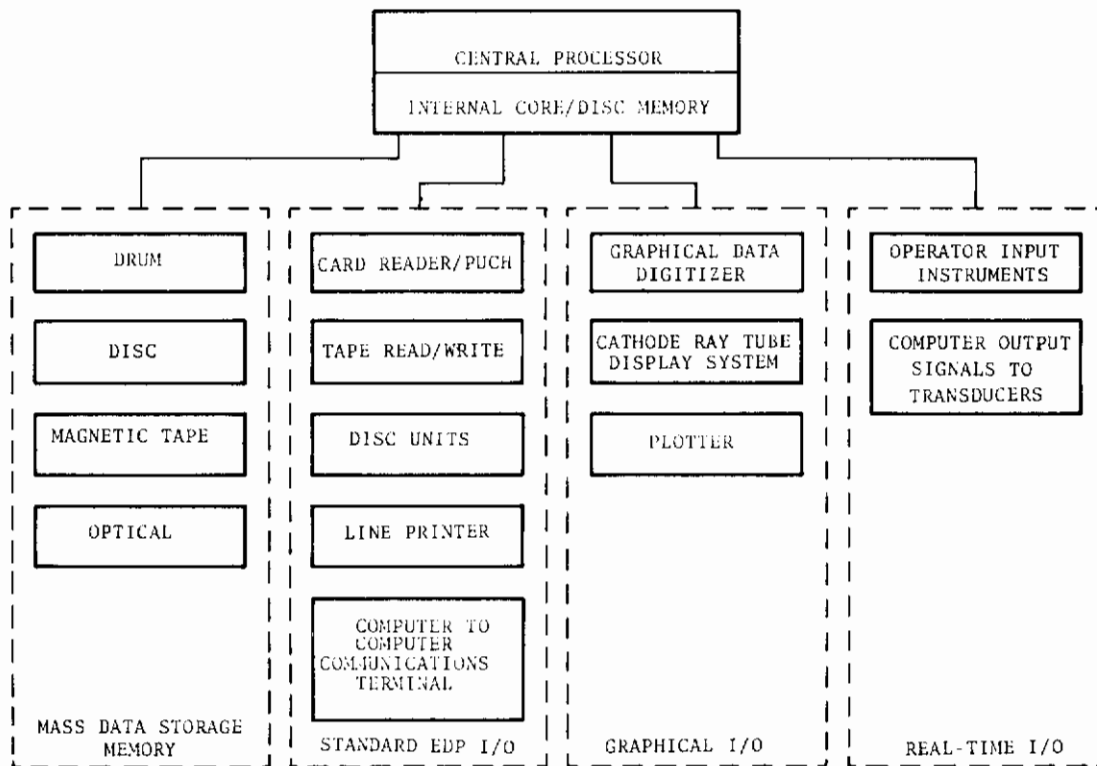 CENTRAL PROCESSOR
INTERNAL CORE/DISC MEMORY
DRUM
DISC
MAGNETIC TAPE
OPTICAL
MASS DATA STORAGE
MEMORY
CARD READER/PUCH
TAPE READ/WRITE
DISC UNITS
LINE PRINTER
COMPUTER TO
COMPUTER
COMMUNICATIONS
TERMINAL
STANDARD EDP I/O
GRAPHICAL DATA
DIGITIZER
CATHODE RAY TUBE
DISPLAY SYSTEM
PLOTTER
GRAPHICAL I/O
OPERATOR INPUT
INSTRUMENTS
COMPUTER OUTPUT
SIGNALS TO
TRANSDUCERS
REAL-TIME I/O